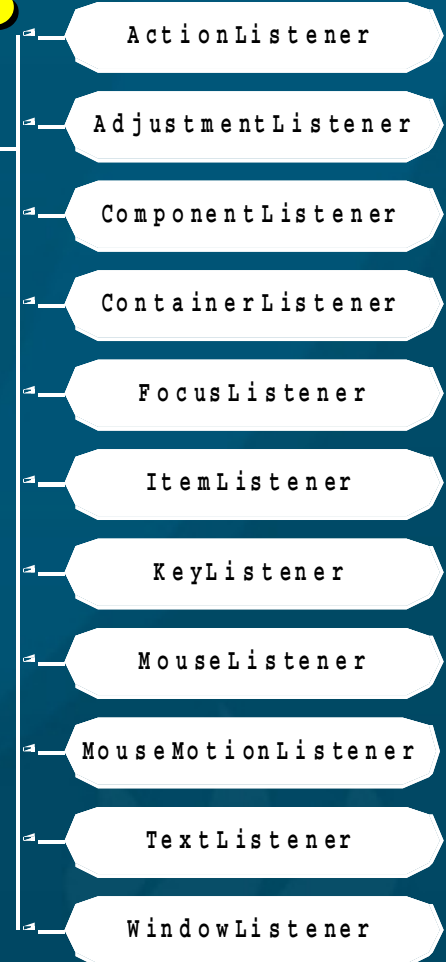 ActionListener
AdjustmentListener
ComponentListener
ContainerListener
FocusListener
ItemListener
KeyListener
MouseListener
MouseMotionListener
TextListener
WindowListener